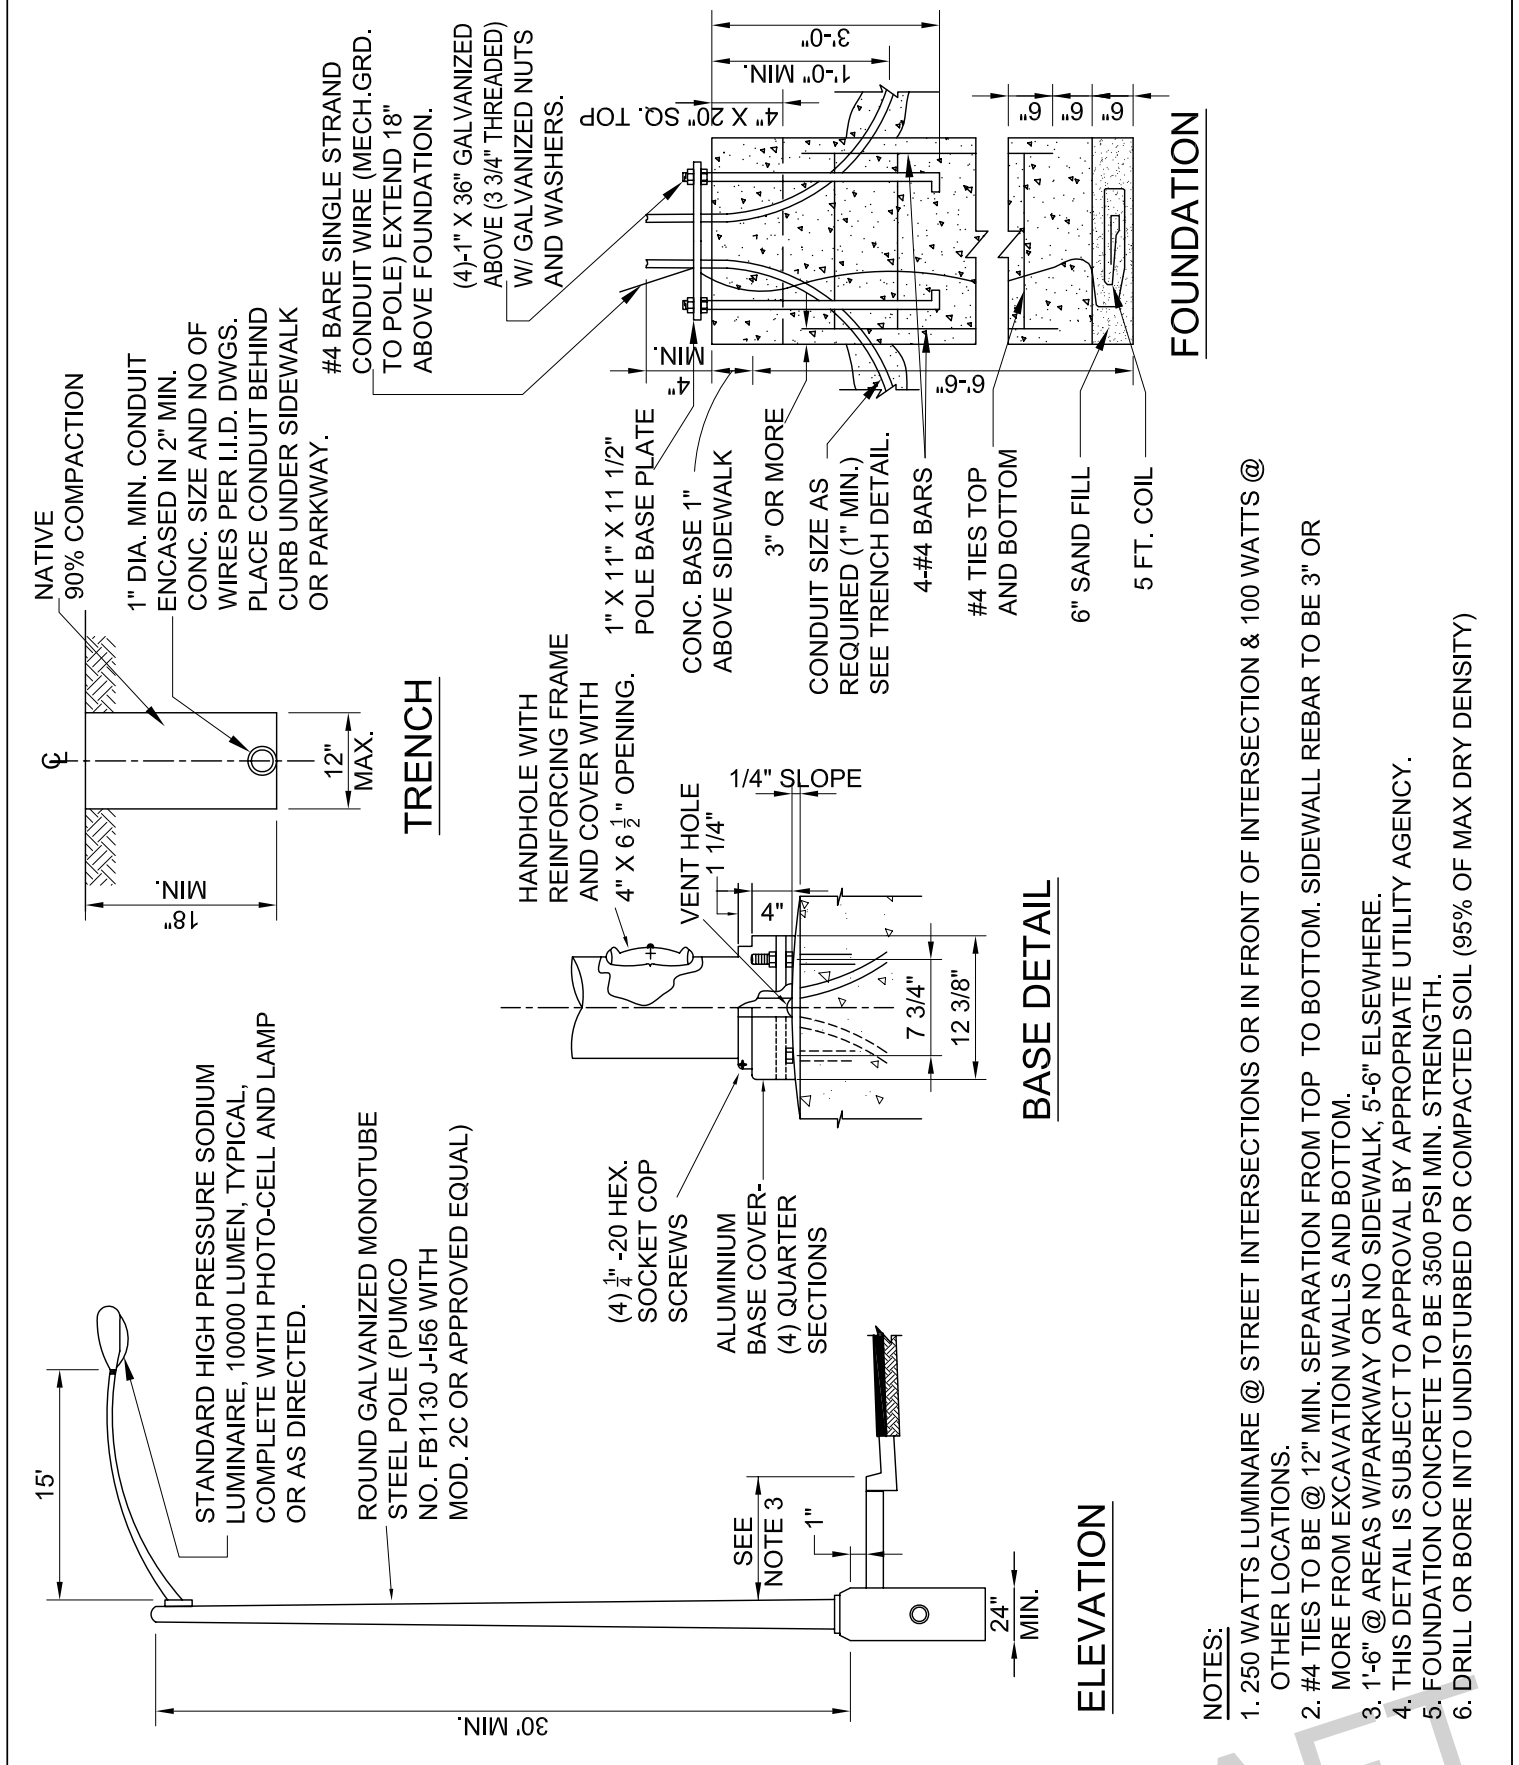 15'
STANDARD HIGH PRESSURE SODIUM
LUMINAIRE, 10000 LUMEN, TYPICAL,
COMPLETE WITH PHOTO-CELL AND LAMP
OR AS DIRECTED.
ROUND GALVANIZED MONOTUBE
STEEL POLE (PUMCO
NO. FB1130 J-I56 WITH
MOD. 2C OR APPROVED EQUAL)
30' MIN.
SEE
NOTE 3
1"
24"
MIN.
ELEVATION
18"
MIN.
12"
MAX.
NATIVE
90% COMPACTION
1" DIA. MIN. CONDUIT
ENCASED IN 2" MIN.
CONC. SIZE AND NO OF
WIRES PER I.I.D. DWGS.
PLACE CONDUIT BEHIND
CURB UNDER SIDEWALK
OR PARKWAY.
TRENCH
HANDHOLE WITH
REINFORCING FRAME
AND COVER WITH
4" X 6 1/2" OPENING.
VENT HOLE
1 1/4"
1/4" SLOPE
4"
7 3/4"
12 3/8"
(4) 1/4" -20 HEX.
SOCKET COP
SCREWS
ALUMINIUM
BASE COVER-
(4) QUARTER
SECTIONS
BASE DETAIL
#4 BARE SINGLE STRAND
CONDUIT WIRE (MECH.GRD.
TO POLE) EXTEND 18"
ABOVE FOUNDATION.
(4)-1" X 36" GALVANIZED
ABOVE (3 3/4" THREADED)
W/ GALVANIZED NUTS
AND WASHERS.
4" X 20" SQ. TOP
1'-0" MIN.
3'-0"
4"
MIN.
6'-6"
6"
6"
6"
1" X 11" X 11 1/2"
POLE BASE PLATE
CONC. BASE 1"
ABOVE SIDEWALK
3" OR MORE
CONDUIT SIZE AS
REQUIRED (1" MIN.)
SEE TRENCH DETAIL.
4-#4 BARS
#4 TIES TOP
AND BOTTOM
6" SAND FILL
5 FT. COIL
FOUNDATION
NOTES:
1. 250 WATTS LUMINAIRE @ STREET INTERSECTIONS OR IN FRONT OF INTERSECTION & 100 WATTS @
OTHER LOCATIONS.
2. #4 TIES TO BE @ 12" MIN. SEPARATION FROM TOP TO BOTTOM. SIDEWALL REBAR TO BE 3" OR
MORE FROM EXCAVATION WALLS AND BOTTOM.
3. 1'-6" @ AREAS W/PARKWAY OR NO SIDEWALK, 5'-6" ELSEWHERE.
4. THIS DETAIL IS SUBJECT TO APPROVAL BY APPROPRIATE UTILITY AGENCY.
5. FOUNDATION CONCRETE TO BE 3500 PSI MIN. STRENGTH.
6. DRILL OR BORE INTO UNDISTURBED OR COMPACTED SOIL (95% OF MAX DRY DENSITY)